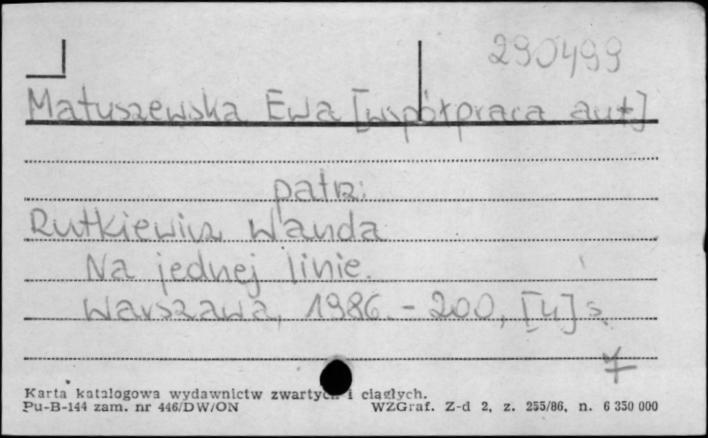 290499
Matuszewska Ewa [współpraca aut]
patrz:
Rutkiewicz Wanda
Na jednej linie.
Warszawa, 1986. - 200, [4] s.
Karta katalogowa wydawnictw zwartych i ciągłych.
Pu-B-144 zam. nr 446/DW/ON WZGraf. Z-d 2, z. 255/86, n. 6 350 000